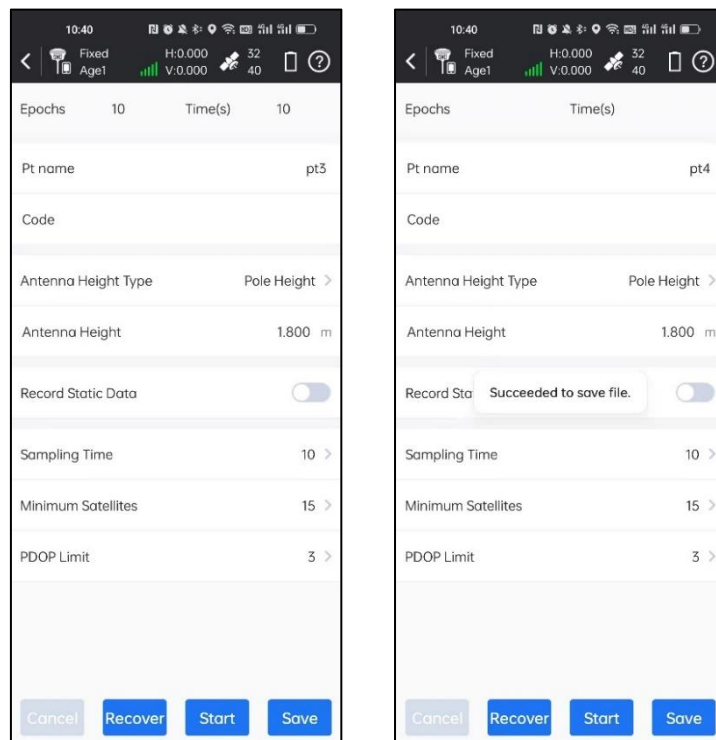 10:40
Fixed H:0.000 32
Age1 V:0.000 40
Epochs 10 Time(s) 10
Pt name pt3
Code
Antenna Height Type Pole Height
Antenna Height 1.800 m
Record Static Data
Sampling Time 10
Minimum Satellites 15
PDOP Limit 3
Cancel Recover Start Save
10:40
Fixed H:0.000 32
Age1 V:0.000 40
Epochs Time(s)
Pt name pt4
Code
Antenna Height Type Pole Height
Antenna Height 1.800 m
Record Sta Succeeded to save file.
Sampling Time 10
Minimum Satellites 15
PDOP Limit 3
Cancel Recover Start Save